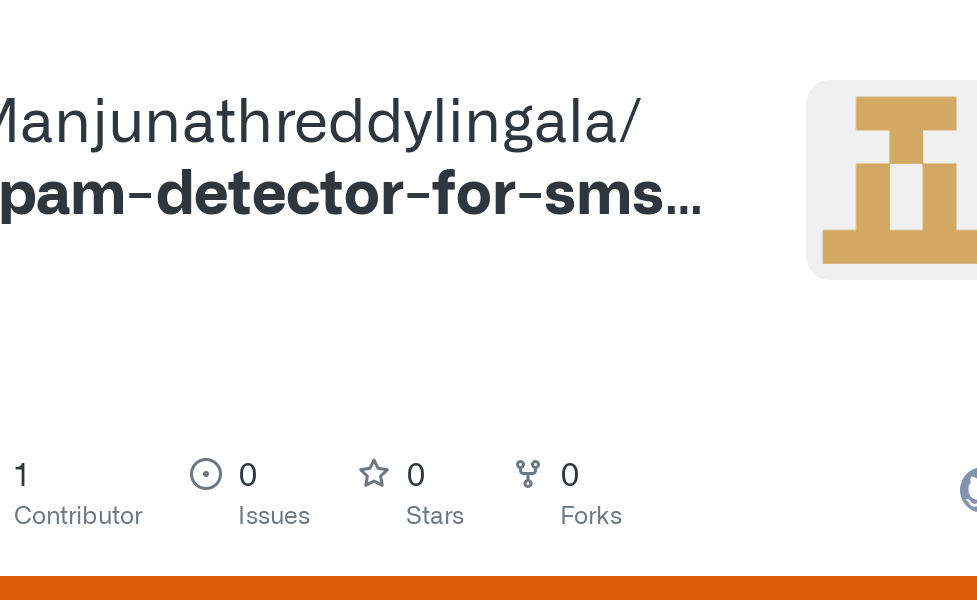 Manjunathreddylingala/
pam-detector-for-sms...
1 0 0 0
Contributor Issues Stars Forks